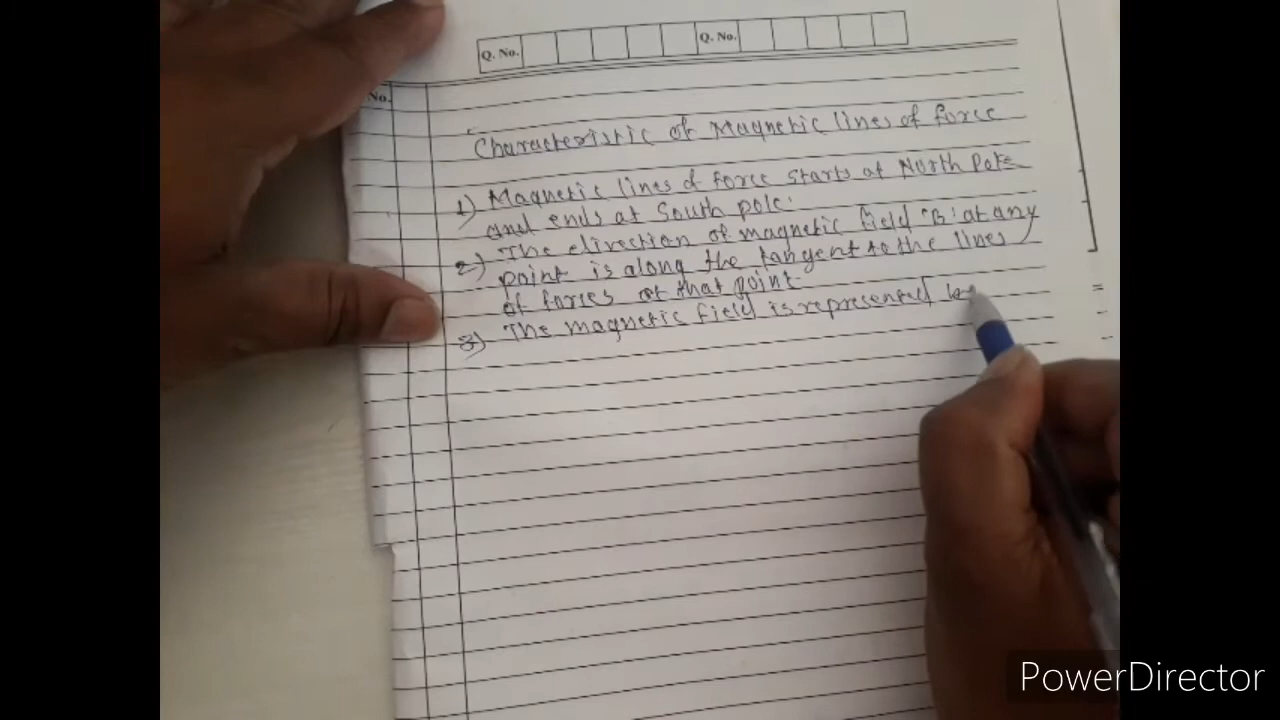 Q. No. Q. No.
No.
Characteristic of Magnetic lines of force
1) Magnetic lines of force starts at North Pole
and ends at South pole.
2) The direction of magnetic field 'B' at any
point is along the tangent to the lines
of forces at that point
3) The magnetic field is represented
PowerDirector